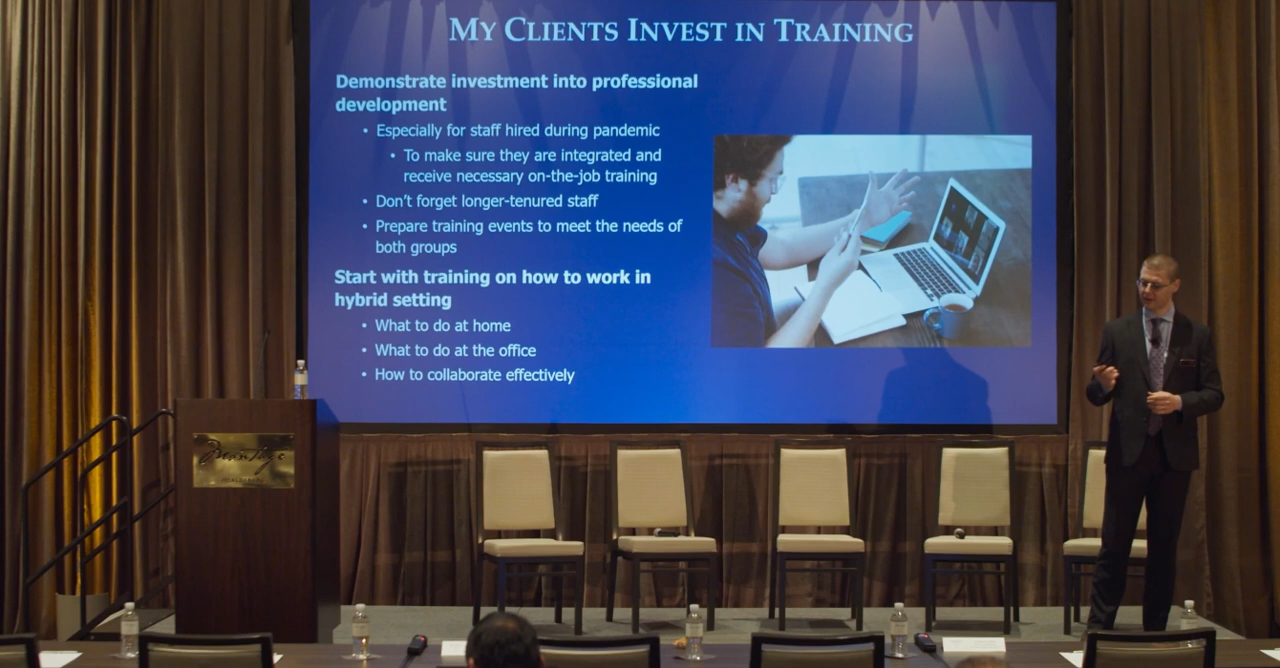 MY CLIENTS INVEST IN TRAINING
Demonstrate investment into professional
development
• Especially for staff hired during pandemic
• To make sure they are integrated and
receive necessary on-the-job training
• Don't forget longer-tenured staff
• Prepare training events to meet the needs of
both groups
Start with training on how to work in
hybrid setting
• What to do at home
• What to do at the office
• How to collaborate effectively
Montage